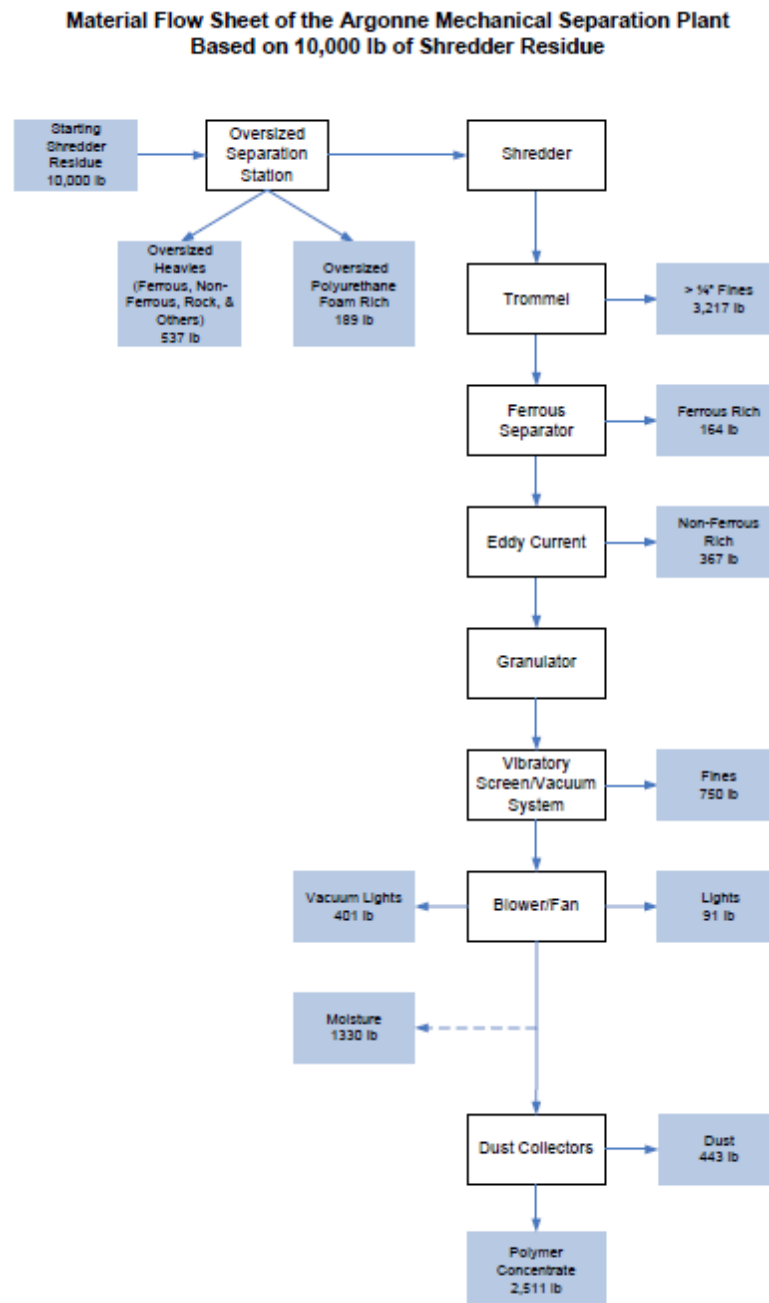 Material Flow Sheet of the Argonne Mechanical Separation Plant
Based on 10,000 lb of Shredder Residue
Starting
Shredder
Residue
10,000 lb
Oversized
Separation
Station
Shredder
Oversized
Heavies
(Ferrous, Non-
Ferrous, Rock, &
Others)
537 lb
Oversized
Polyurethane
Foam Rich
189 lb
Trommel
> ¼" Fines
3,217 lb
Ferrous
Separator
Ferrous Rich
164 lb
Eddy Current
Non-Ferrous
Rich
367 lb
Granulator
Vibratory
Screen/Vacuum
System
Fines
750 lb
Vacuum Lights
401 lb
Blower/Fan
Lights
91 lb
Moisture
1330 lb
Dust Collectors
Dust
443 lb
Polymer
Concentrate
2,511 lb